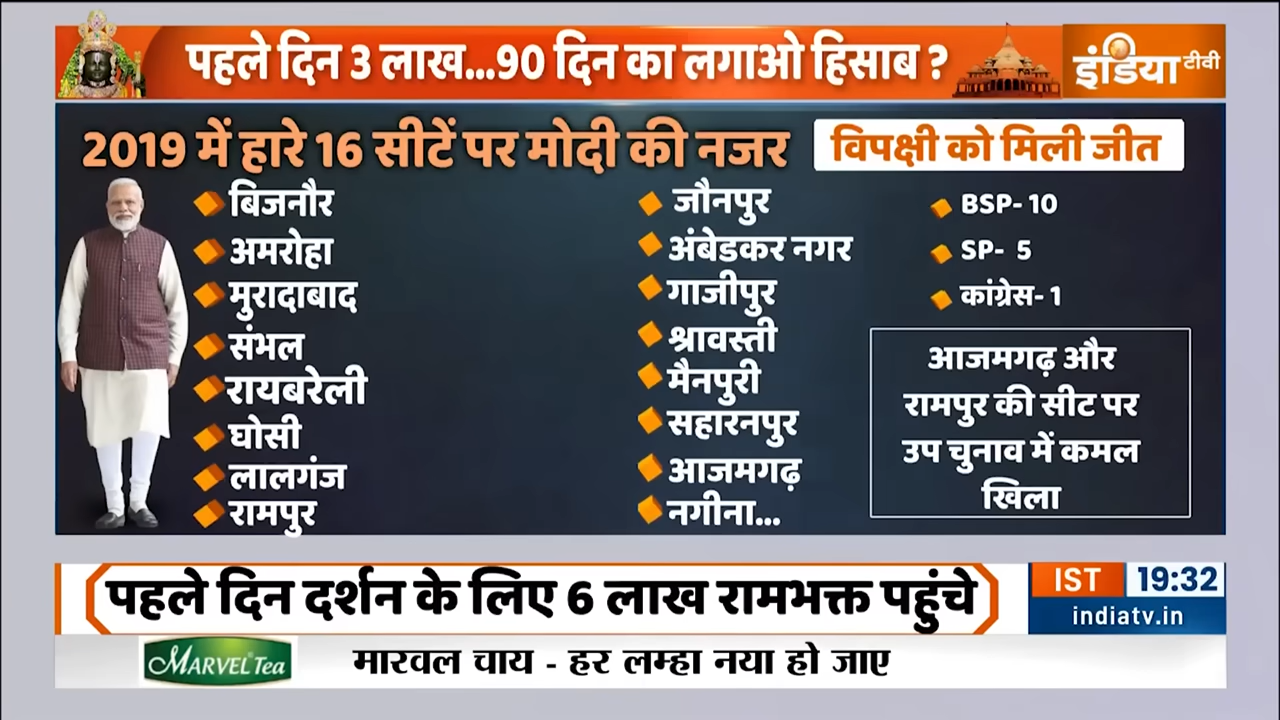 पहले दिन 3 लाख...90 दिन का लगाओ हिसाब ?
इंडिया टीवी
2019 में हारे 16 सीटें पर मोदी की नजर
विपक्षी को मिली जीत
बिजनौर
अमरोहा
मुरादाबाद
संभल
रायबरेली
घोसी
लालगंज
रामपुर
जौनपुर
अंबेडकर नगर
गाजीपुर
श्रावस्ती
मैनपुरी
सहारनपुर
आजमगढ़
नगीना...
BSP- 10
SP- 5
कांग्रेस- 1
आजमगढ़ और
रामपुर की सीट पर
उप चुनाव में कमल
खिला
पहले दिन दर्शन के लिए 6 लाख रामभक्त पहुंचे
IST 19:32
indiatv.in
MARVEL Tea
मारवल चाय - हर लम्हा नया हो जाए